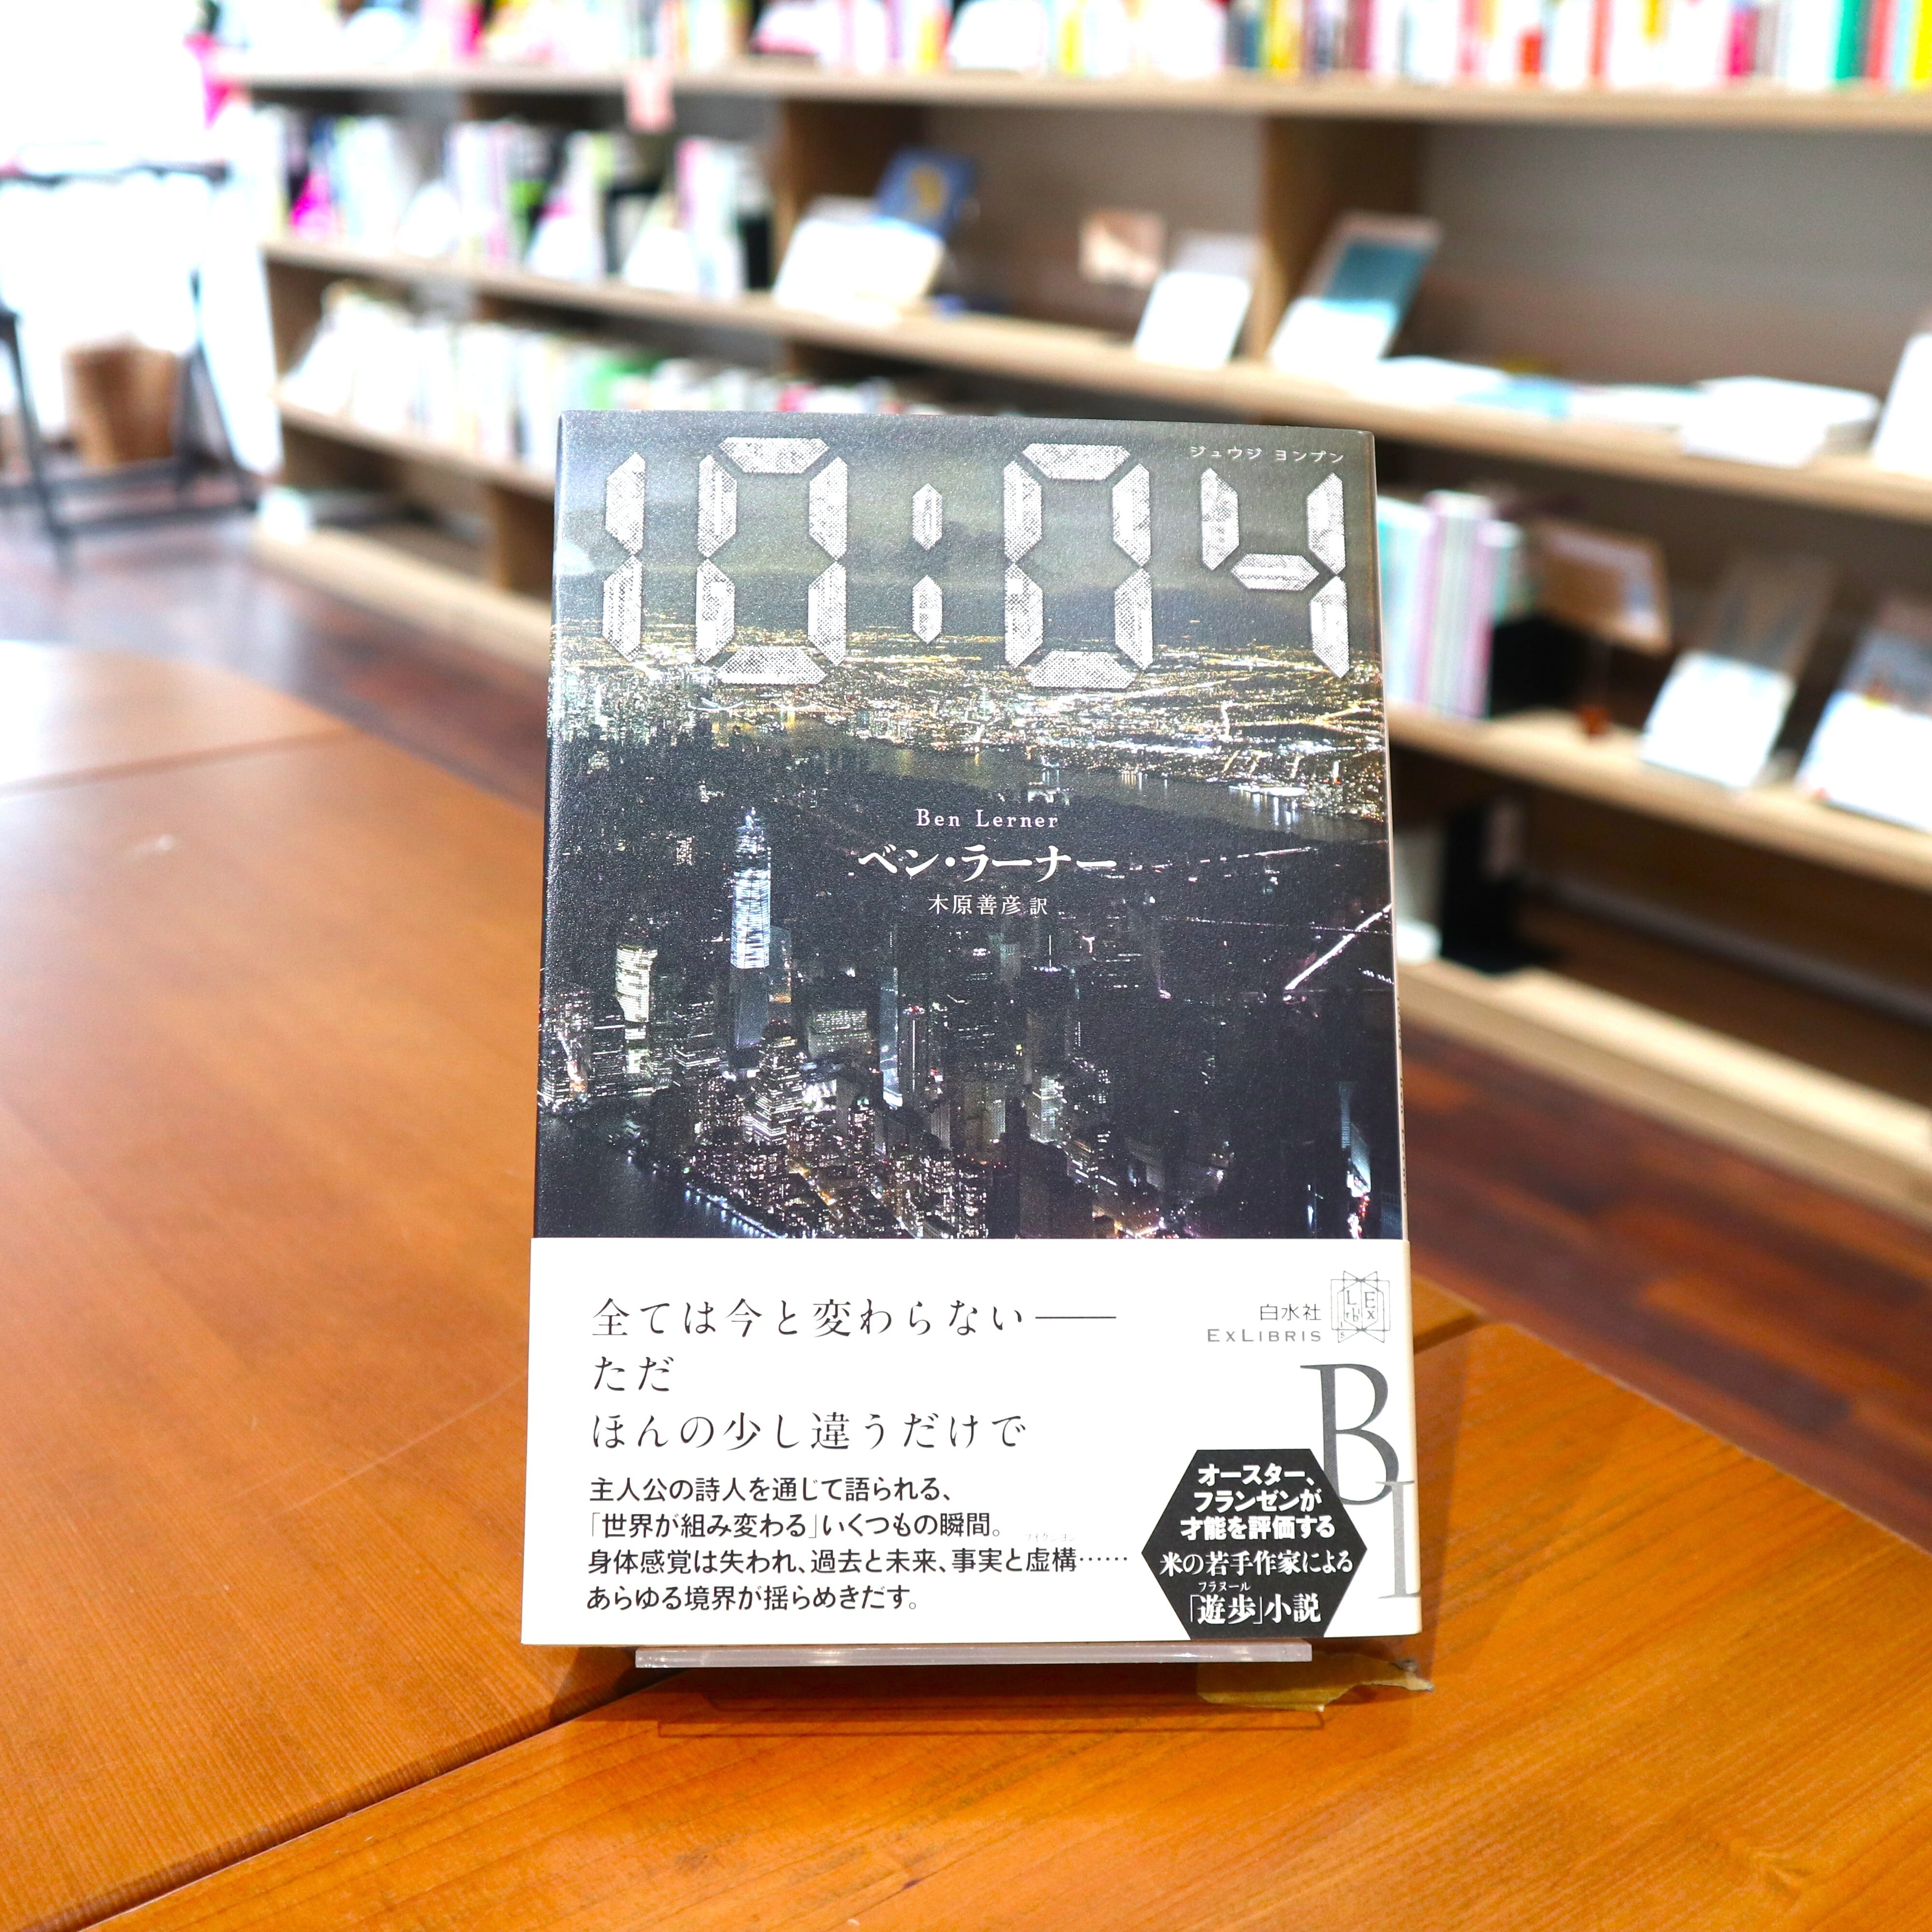 10:04
ジュウジ ヨンプン
Ben Lerner
ベン・ラーナー
木原善彦 訳
全ては今と変わらない——
ただ
ほんの少し違うだけで
主人公の詩人を通じて語られる、
「世界が組み変わる」いくつもの瞬間。
身体感覚は失われ、過去と未来、事実と虚構……
あらゆる境界が揺らめきだす。
白水社
EXLIBRIS
L E
x
B
L
オースター、
フランゼンが
才能を評価する
米の若手作家による
フラヌール
「遊歩」小説